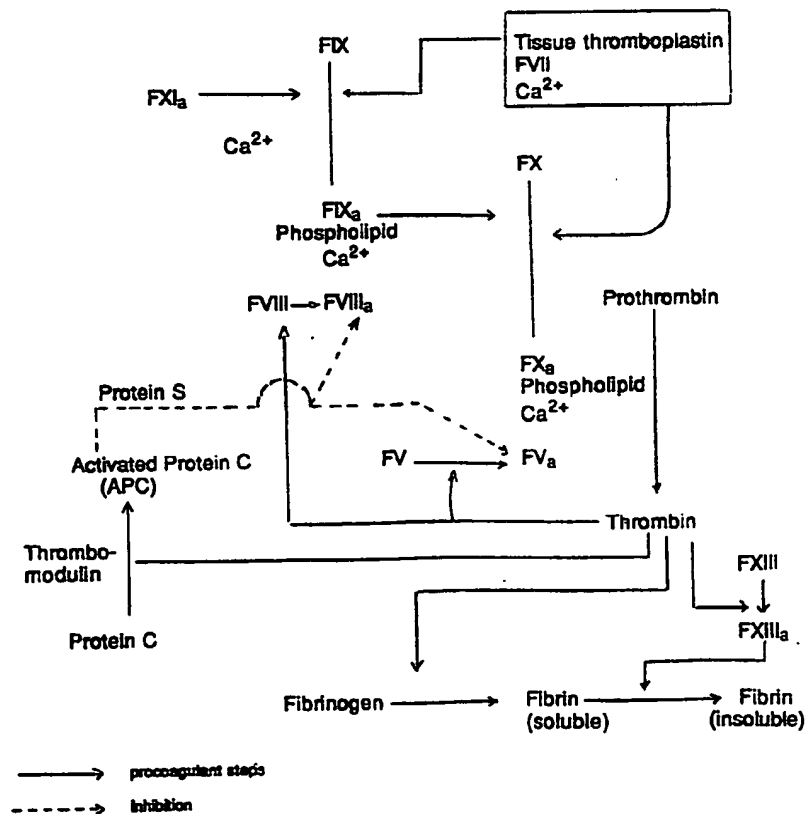 FIX
Tissue thromboplastin
FVII
Ca²⁺
FXIₐ
Ca²⁺
FX
FIXₐ
Phospholipid
Ca²⁺
FVIII
FVIIIₐ
Prothrombin
FXₐ
Phospholipid
Ca²⁺
Protein S
Activated Protein C
(APC)
FV
FVₐ
Thrombin
Thrombo-
modulin
FXIII
FXIIIₐ
Protein C
Fibrinogen
Fibrin
(soluble)
Fibrin
(insoluble)
procoagulant steps
Inhibition